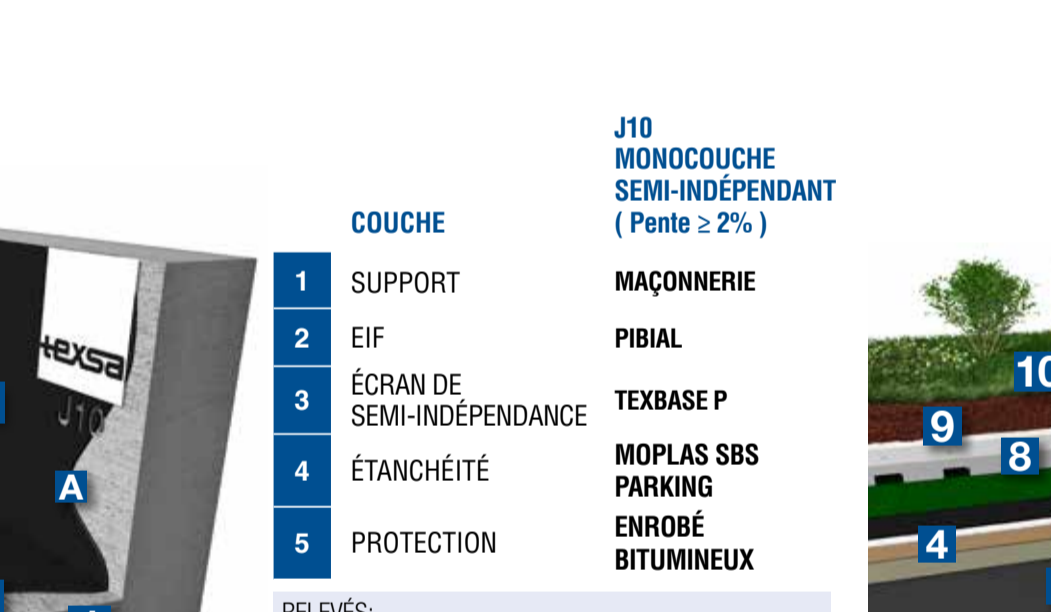 J10
MONOCOUCHE
SEMI-INDÉPENDANT
COUCHE
( Pente ≥ 2% )
1 SUPPORT MAÇONNERIE
2 EIF PIBIAL
3 ÉCRAN DE
SEMI-INDÉPENDANCE
TEXBASE P
4 ÉTANCHÉITÉ
MOPLAS SBS
PARKING
5 PROTECTION
ENROBÉ
BITUMINEUX
RELEVÉS:
texsa
J10
A
10
9
8
4